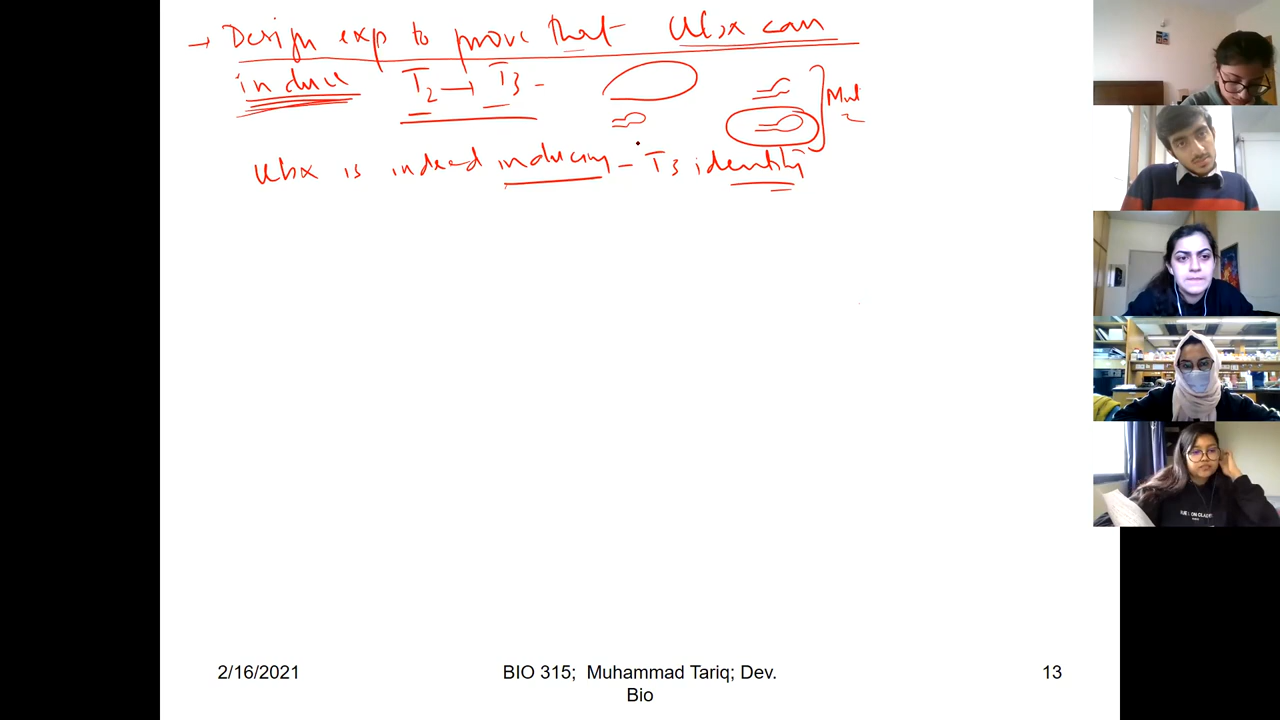 → Design exp to prove that Ubx can
induce T2 → T3 -
Mut
Ubx is indeed inducing - T3 identity
2/16/2021
BIO 315; Muhammad Tariq; Dev.
Bio
13